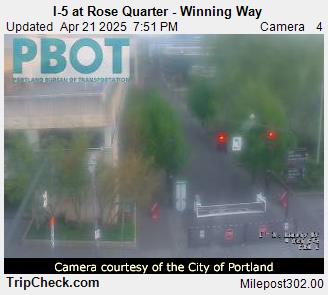 I-5 at Rose Quarter - Winning Way
Updated Apr 21 2025 7:51 PM Camera 4
PBOT
PORTLAND BUREAU OF TRANSPORTATION
Camera courtesy of the City of Portland
TripCheck.com Milepost302.00